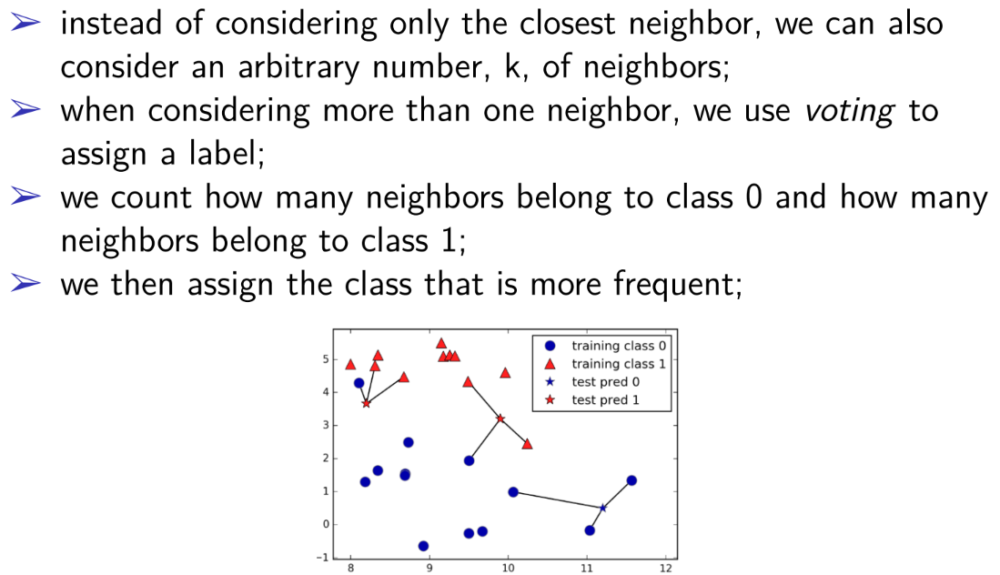 instead of considering only the closest neighbor, we can also
consider an arbitrary number, k, of neighbors;
when considering more than one neighbor, we use voting to
assign a label;
we count how many neighbors belong to class 0 and how many
neighbors belong to class 1;
we then assign the class that is more frequent;
training class 0
training class 1
test pred 0
test pred 1
5
4
3
2
1
0
−1
8 9 10 11 12